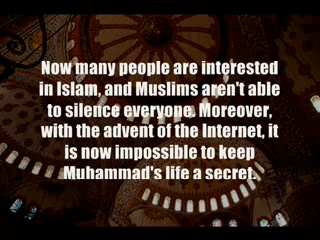 Now many people are interested
in Islam, and Muslims aren't able
to silence everyone. Moreover,
with the advent of the Internet, it
is now impossible to keep
Muhammad's life a secret.